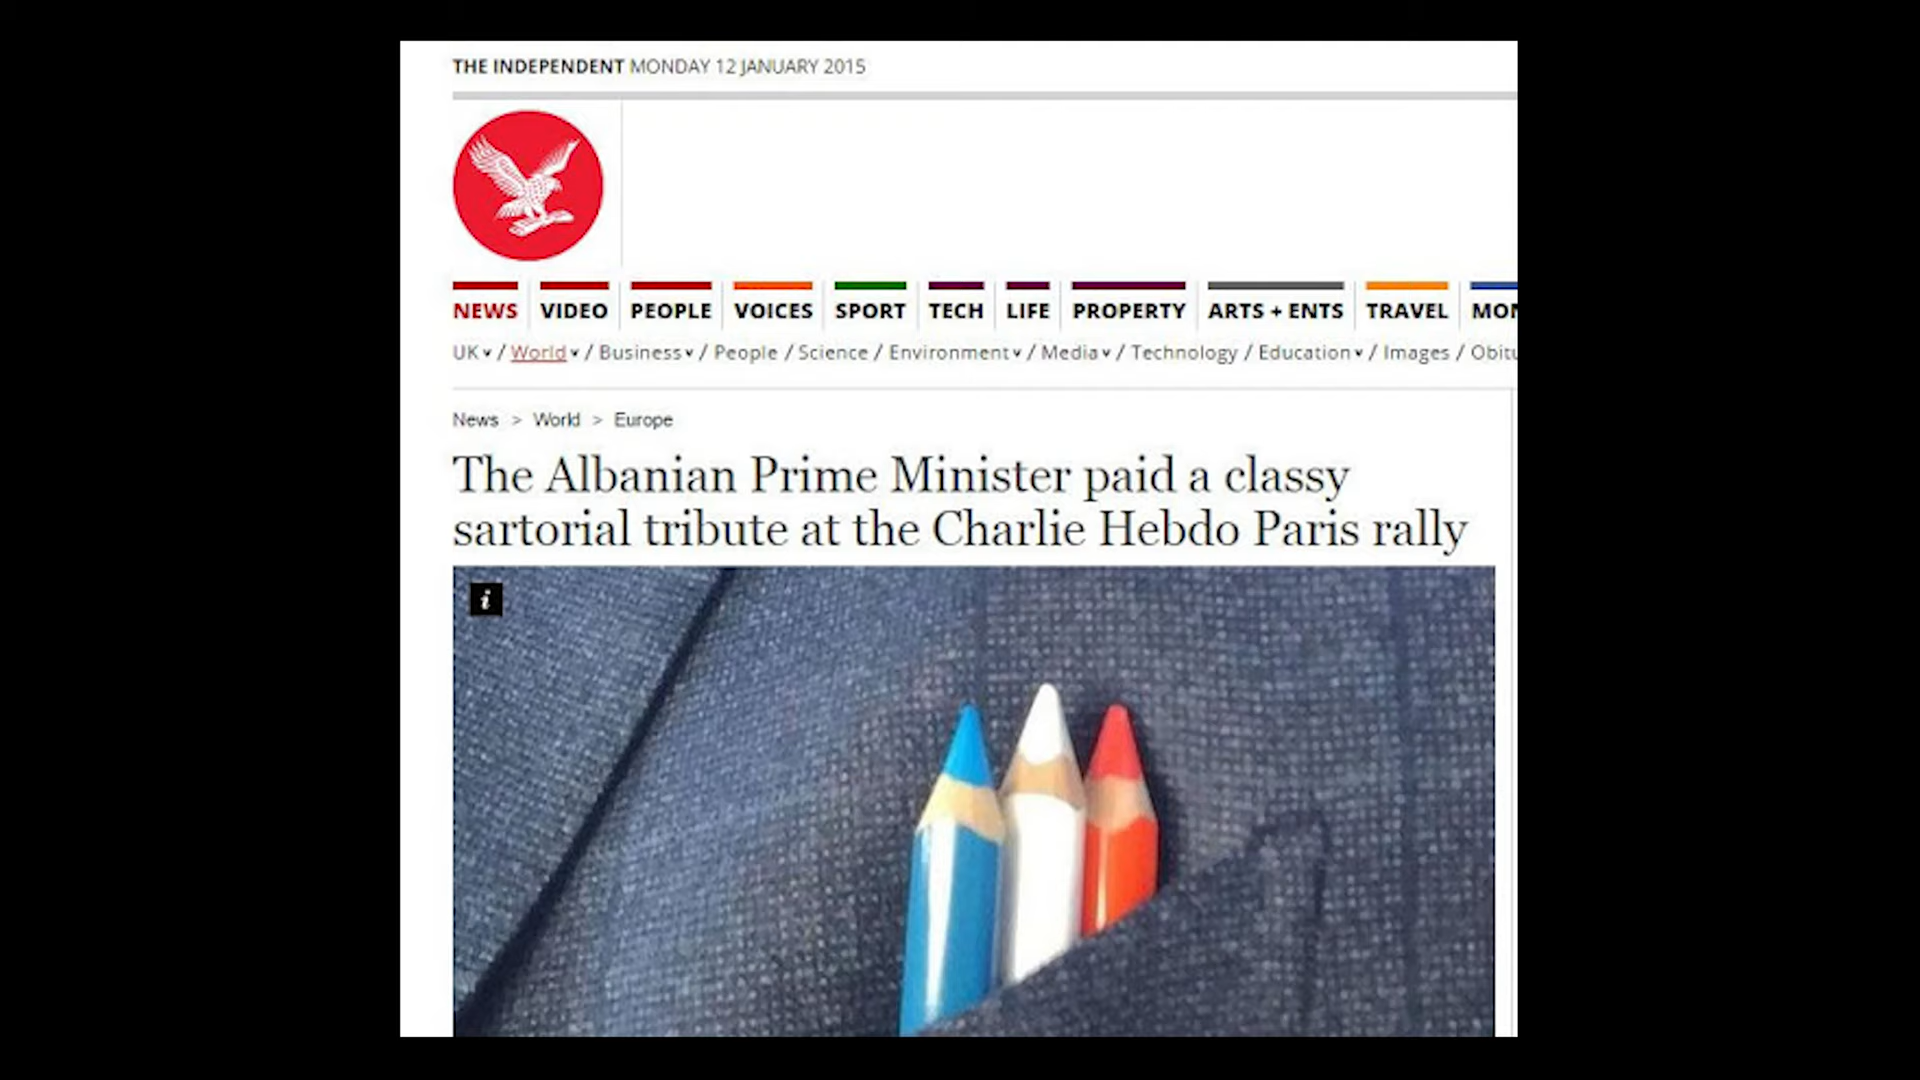 THE INDEPENDENT MONDAY 12 JANUARY 2015
NEWS VIDEO PEOPLE VOICES SPORT TECH LIFE PROPERTY ARTS + ENTS TRAVEL MON
UK / World / Business / People / Science / Environment / Media / Technology / Education / Images / Obitu
News > World > Europe
The Albanian Prime Minister paid a classy
sartorial tribute at the Charlie Hebdo Paris rally
i